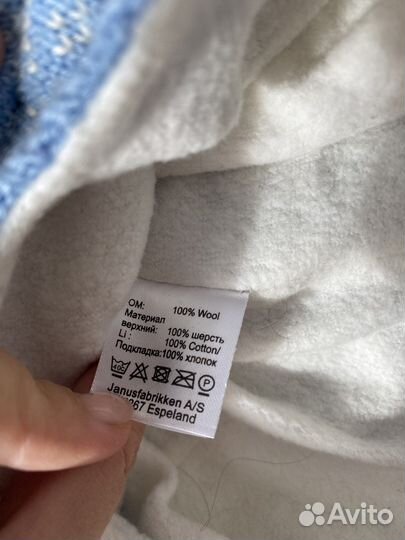 OM: 100% Wool
Материал
верхний: 100% шерсть
Li: 100% Cotton/
Подкладка:100% хлопок
P
Janusfabrikken A/S
Espeland
Avito